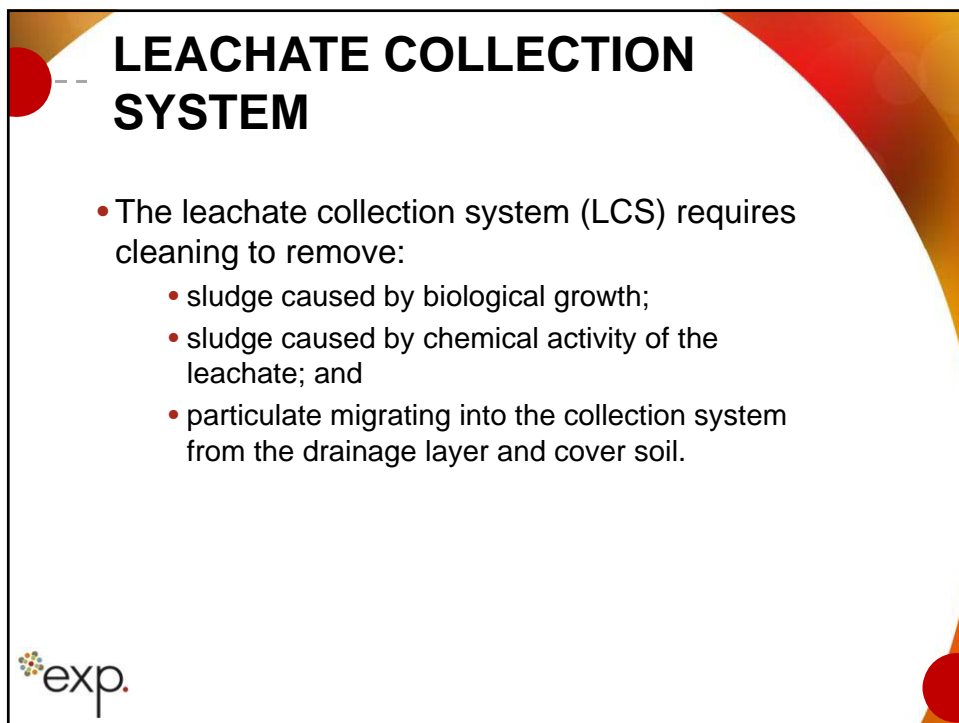 LEACHATE COLLECTION
SYSTEM
• The leachate collection system (LCS) requires
cleaning to remove:
• sludge caused by biological growth;
• sludge caused by chemical activity of the
leachate; and
• particulate migrating into the collection system
from the drainage layer and cover soil.
exp.